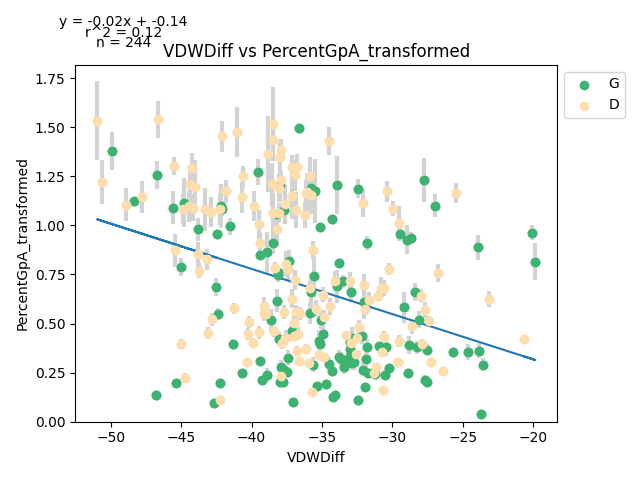 y = -0.02x + -0.14
r^2 = 0.12
n = 244
VDWDiff vs PercentGpA_transformed
G
D
PercentGpA_transformed
1.75
1.50
1.25
1.00
0.75
0.50
0.25
0.00
−50
−45
−40
−35
−30
−25
−20
VDWDiff